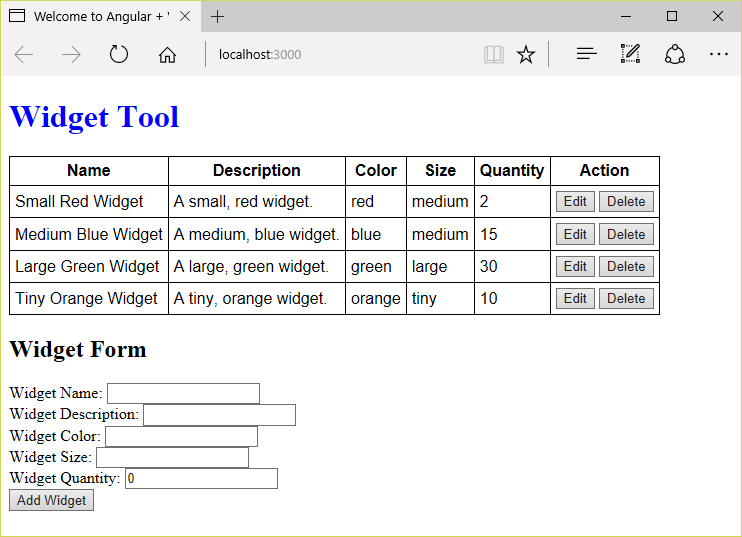 Welcome to Angular + '
localhost:3000
Widget Tool
Name Description Color Size Quantity Action
Small Red Widget A small, red widget. red medium 2 Edit Delete
Medium Blue Widget A medium, blue widget. blue medium 15 Edit Delete
Large Green Widget A large, green widget. green large 30 Edit Delete
Tiny Orange Widget A tiny, orange widget. orange tiny 10 Edit Delete
Widget Form
Widget Name:
Widget Description:
Widget Color:
Widget Size:
Widget Quantity: 0
Add Widget